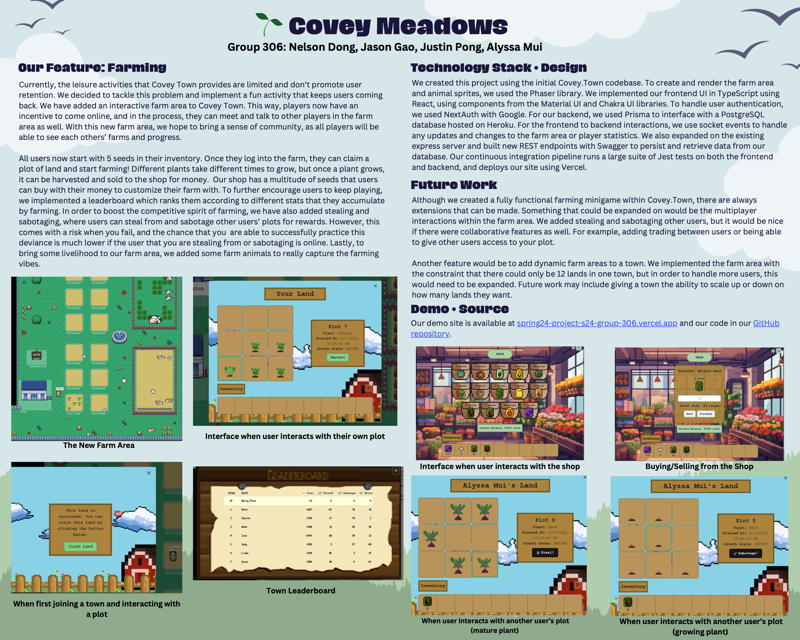 Covey Meadows
Group 306: Nelson Dong, Jason Gao, Justin Pong, Alyssa Mui
Our Feature: Farming
Currently, the leisure activities that Covey Town provides are limited and don't promote user
retention. We decided to tackle this problem and implement a fun activity that keeps users coming
back. We have added an interactive farm area to Covey Town. This way, players now have an
incentive to come online, and in the process, they can meet and talk to other players in the farm
area as well. With this new farm area, we hope to bring a sense of community, as all players will be
able to see each others' farms and progress.
All users now start with 5 seeds in their inventory. Once they log into the farm, they can claim a
plot of land and start farming! Different plants take different times to grow, but once a plant grows,
it can be harvested and sold to the shop for money. Our shop has a multitude of seeds that users
can buy with their money to customize their farm with. To further encourage users to keep playing,
we implemented a leaderboard which ranks them according to different stats that they accumulate
by farming. In order to boost the competitive spirit of farming, we have also added stealing and
sabotaging, where users can steal from and sabotage other users' plots for rewards. However, this
comes with a risk when you fail, and the chance that you are able to successfully practice this
deviance is much lower if the user that you are stealing from or sabotaging is online. Lastly, to
bring some livelihood to our farm area, we added some farm animals to really capture the farming
vibes.
The New Farm Area
Your Land
Plot 7
Harvest
Inventory
Interface when user interacts with their own plot
This land is
unclaimed. You can
claim this land by
clicking the button
below.
Claim Land
When first joining a town and interacting with
a plot
Leaderboard
Town Leaderboard
Technology Stack • Design
We created this project using the initial Covey.Town codebase. To create and render the farm area
and animal sprites, we used the Phaser library. We implemented our frontend UI in TypeScript using
React, using components from the Material UI and Chakra UI libraries. To handle user authentication,
we used NextAuth with Google. For our backend, we used Prisma to interface with a PostgreSQL
database hosted on Heroku. For the frontend to backend interactions, we use socket events to handle
any updates and changes to the farm area or player statistics. We also expanded on the existing
express server and built new REST endpoints with Swagger to persist and retrieve data from our
database. Our continuous integration pipeline runs a large suite of Jest tests on both the frontend
and backend, and deploys our site using Vercel.
Future Work
Although we created a fully functional farming minigame within Covey.Town, there are always
extensions that can be made. Something that could be expanded on would be the multiplayer
interactions within the farm area. We added stealing and sabotaging other users, but it would be nice
if there were collaborative features as well. For example, adding trading between users or being able
to give other users access to your plot.
Another feature would be to add dynamic farm areas to a town. We implemented the farm area with
the constraint that there could only be 12 lands in one town, but in order to handle more users, this
would need to be expanded. Future work may include giving a town the ability to scale up or down on
how many lands they want.
Demo • Source
Our demo site is available at spring24-project-s24-group-306.vercel.app and our code in our GitHub
repository.
SHOP
Inventory
Interface when user interacts with the shop
SHOP
Inventory
Buying/Selling from the Shop
Alyssa Mui's Land
Plot 9
Steal!
Inventory
When user interacts with another user's plot
(mature plant)
Alyssa Mui's Land
Plot 5
Sabotage!
Inventory
When user interacts with another user's plot
(growing plant)